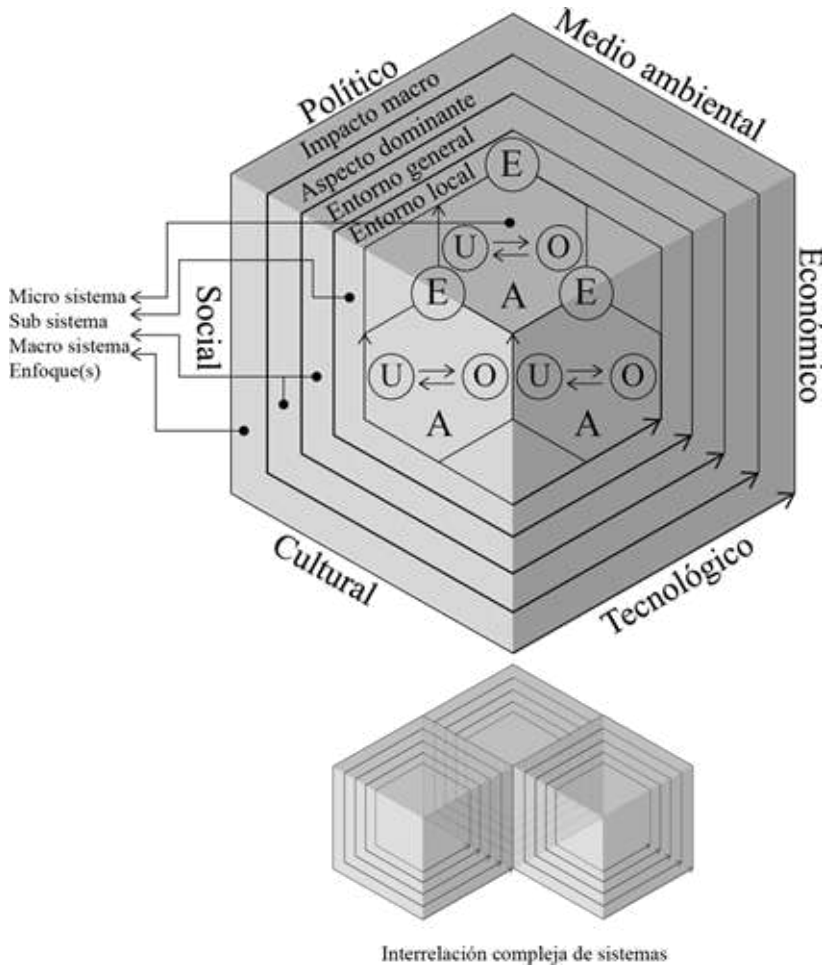 Político
Medio ambiental
Impacto macro
Aspecto dominante
Entorno general
Entorno local
E
U O
E A E
Micro sistema
Sub sistema
Macro sistema
Enfoque(s)
Social
Económico
U O U O
A A
Cultural
Tecnológico
Interrelación compleja de sistemas